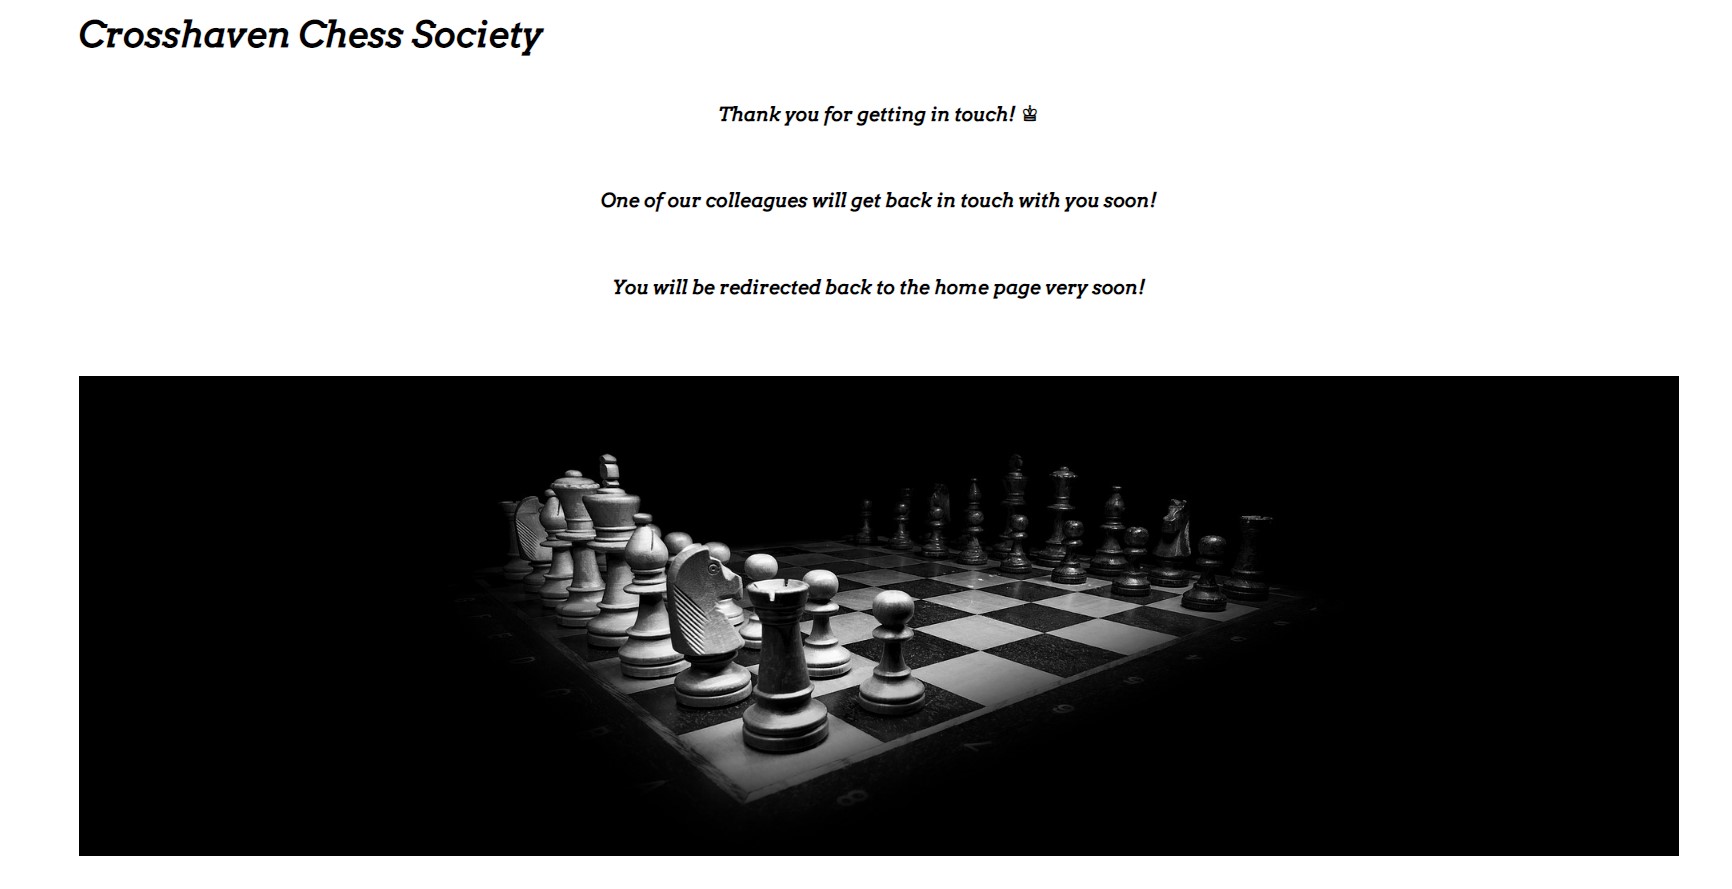 Crosshaven Chess Society
Thank you for getting in touch! ♔
One of our colleagues will get back in touch with you soon!
You will be redirected back to the home page very soon!